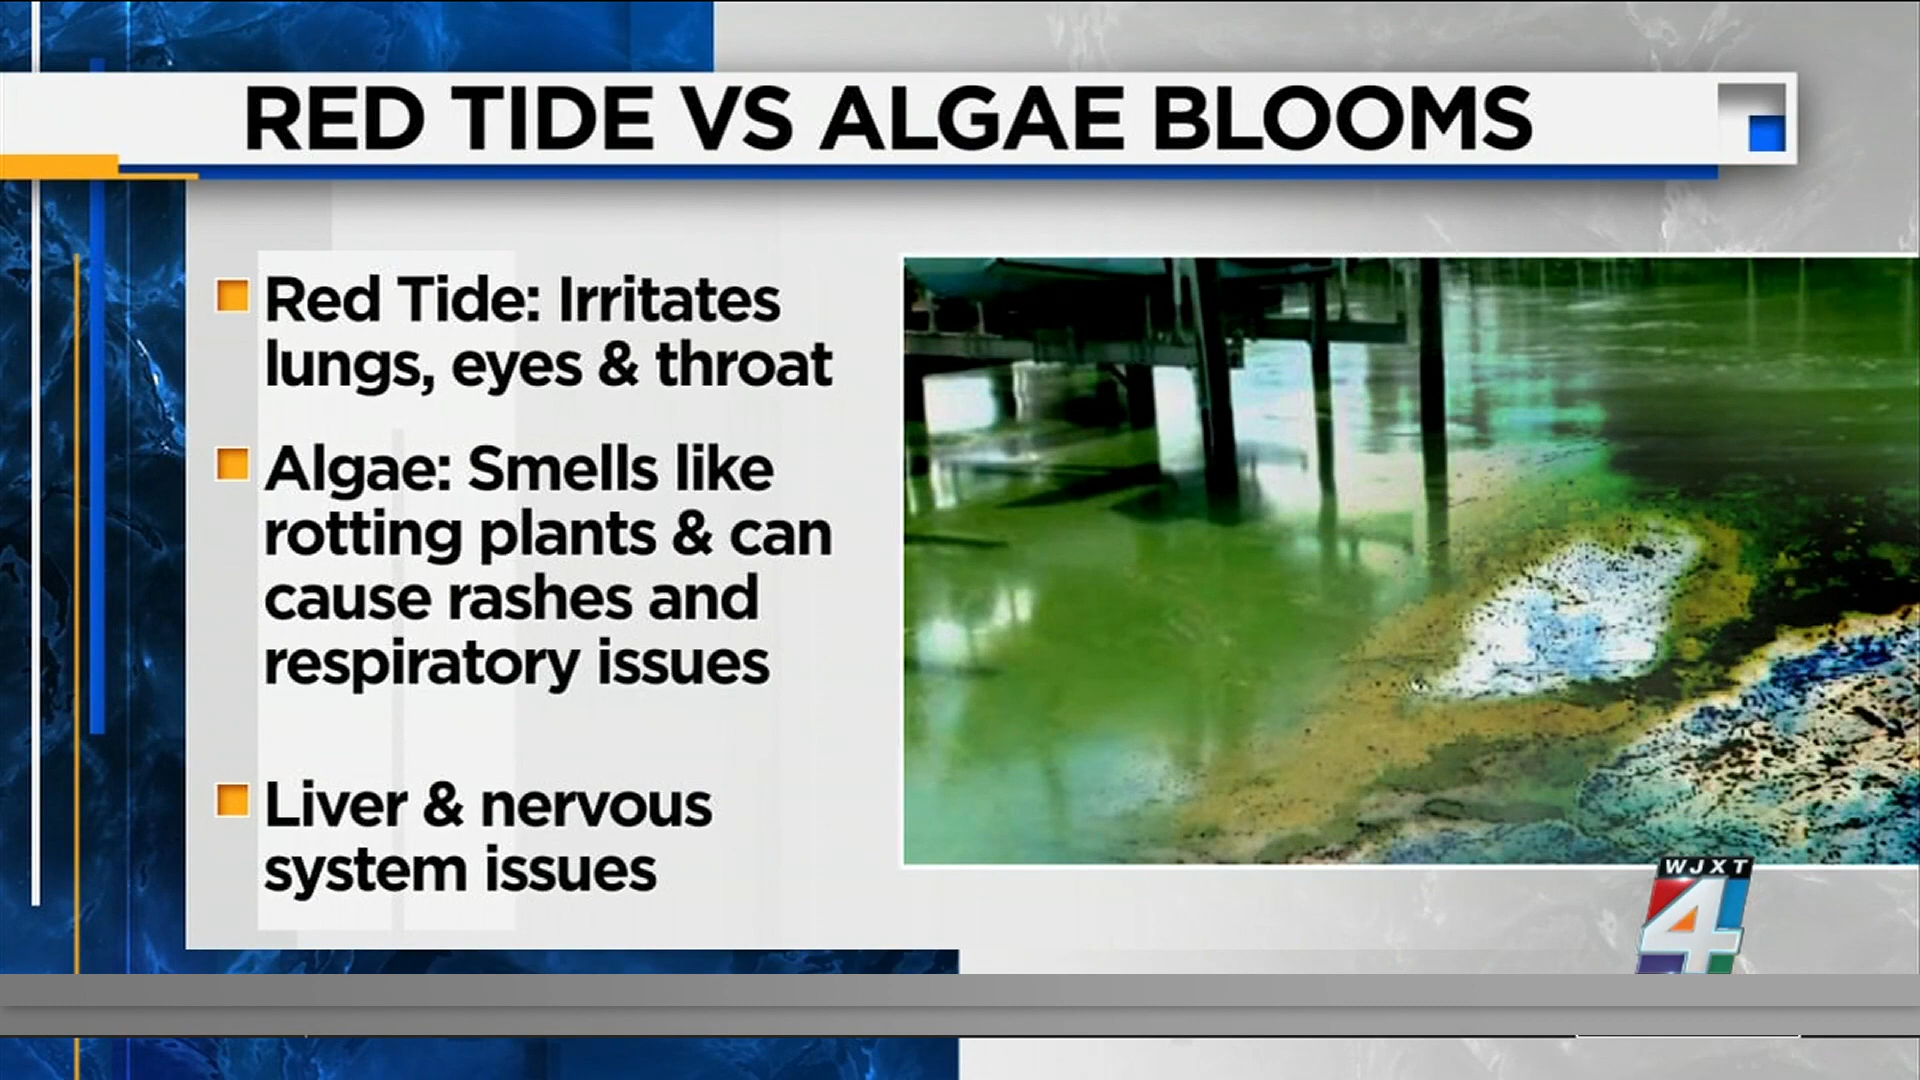 RED TIDE VS ALGAE BLOOMS
Red Tide: Irritates
lungs, eyes & throat
Algae: Smells like
rotting plants & can
cause rashes and
respiratory issues
Liver & nervous
system issues
WJXT
4